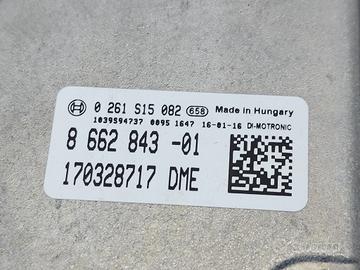 0 261 S15 082 658 Made in Hungary
1039S94737 0095 1647 16-01-16 DI-MOTRONIC
8 662 843 -01
170328717 DME